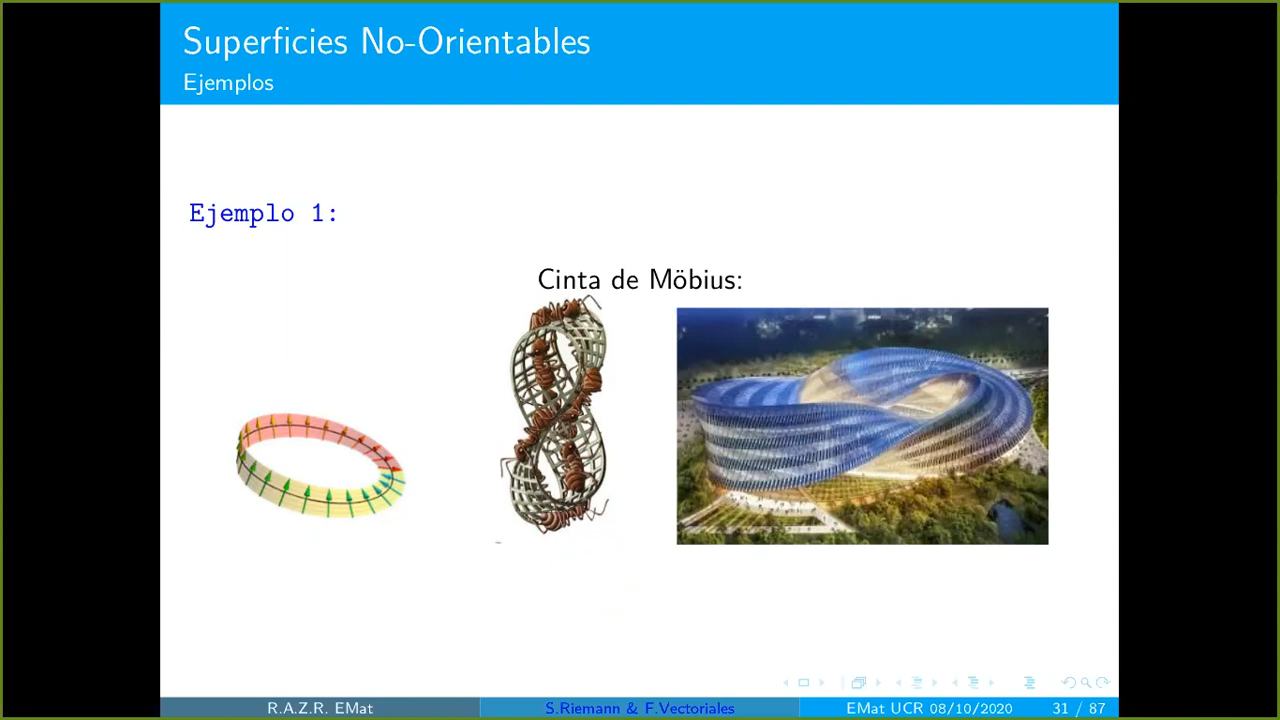 Superficies No-Orientables
Ejemplos
Ejemplo 1:
Cinta de Möbius:
R.A.Z.R. EMat
S.Riemann & F.Vectoriales
EMat UCR 08/10/2020
31 / 87